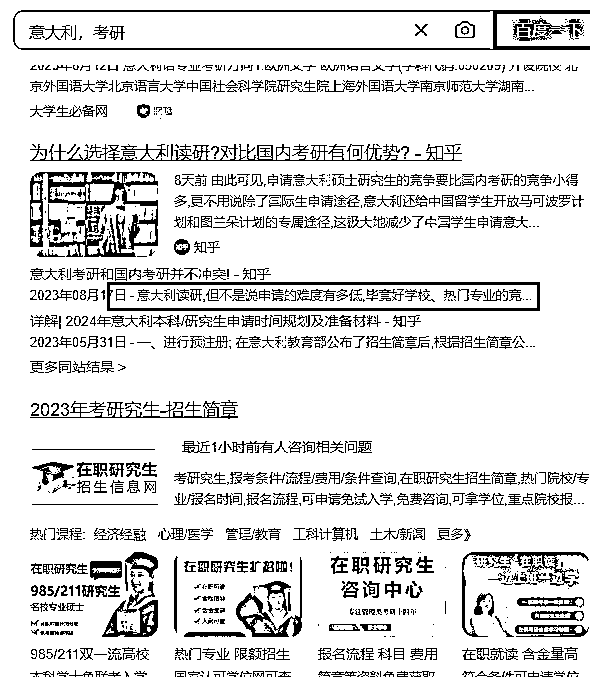 意大利，考研
百度一下
2023年8月12日 意大利语专业考研方向1:欧洲文学 欧洲语言文学(学科代码:050209) 开设院校 北
京外国语大学北京语言大学中国社会科学院研究生院上海外国语大学南京师范大学湖南...
大学生必备网
为什么选择意大利读研?对比国内考研有何优势? - 知乎
8天前 由此可见,申请意大利硕士研究生的竞争要比国内考研的竞争小得
多,更不用说除了国际生申请途径,意大利还给中国留学生开放马可波罗计
划和图兰朵计划的专属途径,这极大地减少了中国学生申请意大...
知乎
意大利考研和国内考研并不冲突! - 知乎
2023年08月17日 - 意大利读研,但不是说申请的难度有多低,毕竟好学校、热门专业的竞...
详解| 2024年意大利本科/研究生申请时间规划及准备材料 - 知乎
2023年05月31日 - 一、进行预注册; 在意大利教育部公布了招生简章后,根据招生简章公...
更多同站结果 >
2023年考研究生-招生简章
最近1小时前有人咨询相关问题
在职研究生
招生信息网
考研究生,报考条件/流程/费用/条件查询,在职研究生招生简章,热门院校/专
业/报名时间,报名流程,可申请免试入学,免费咨询,可拿学位,重点院校报...
热门课程: 经济经融 心理/医学 管理/教育 工科计算机 土木/新闻 更多》
在职研究生
985/211研究生
名校专业硕士
在职研究生扩招啦!
在职研究生
咨询中心
985/211双一流高校
热门专业 限额招生
报名流程 科目 费用
在职就读 含金量高